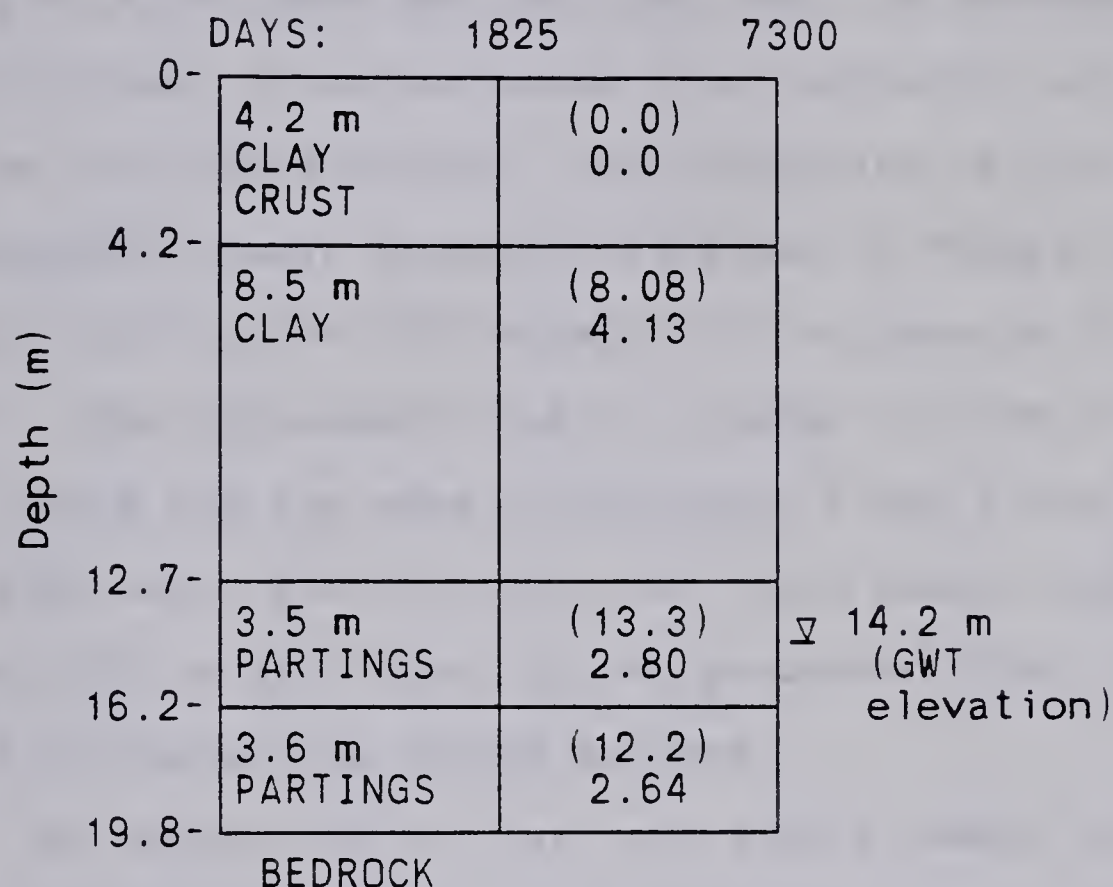 DAYS: 1825 7300
0-
4.2 m (0.0)
CLAY 0.0
CRUST
4.2-
8.5 m (8.08)
CLAY 4.13
Depth (m)
12.7-
3.5 m (13.3) 14.2 m
PARTINGS 2.80 (GWT
elevation)
16.2-
3.6 m (12.2)
PARTINGS 2.64
19.8-
BEDROCK